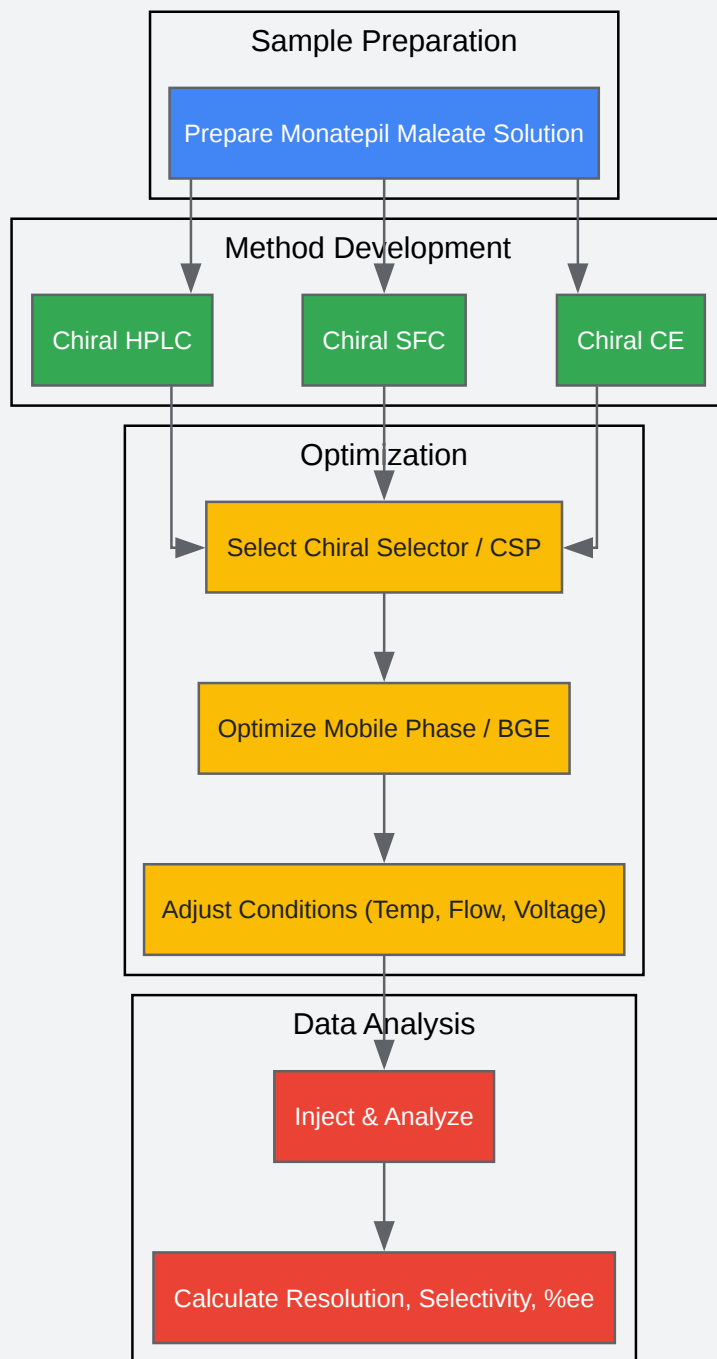 Sample Preparation
Prepare Monatepil Maleate Solution
Method Development
Chiral HPLC
Chiral SFC
Chiral CE
Optimization
Select Chiral Selector / CSP
Optimize Mobile Phase / BGE
Adjust Conditions (Temp, Flow, Voltage)
Data Analysis
Inject & Analyze
Calculate Resolution, Selectivity, %ee